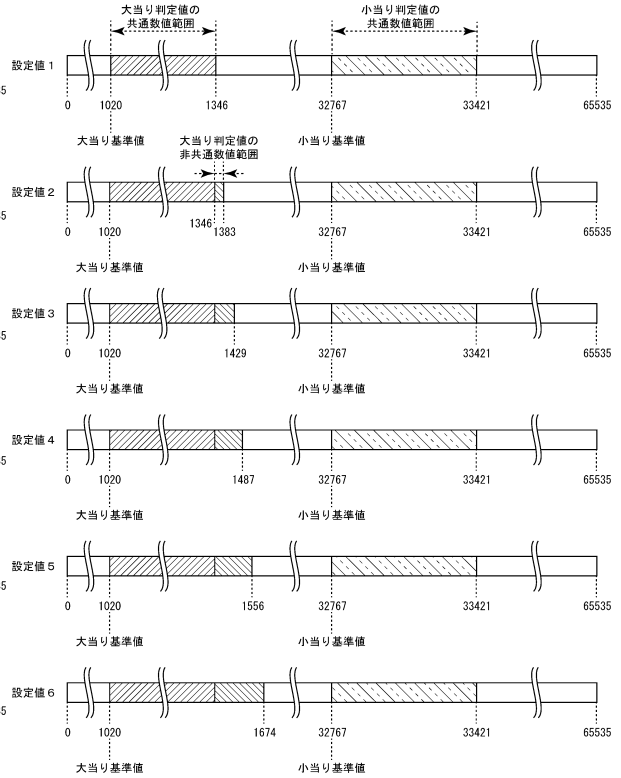 大当り判定値の
共通数値範囲
小当り判定値の
共通数値範囲
設定値1
0 1020 1346 32767 33421 65535
大当り基準値 小当り基準値
大当り判定値の
非共通数値範囲
設定値2
0 1020 1346 1383 32767 33421 65535
大当り基準値 小当り基準値
設定値3
0 1020 1429 32767 33421 65535
大当り基準値 小当り基準値
設定値4
0 1020 1487 32767 33421 65535
大当り基準値 小当り基準値
設定値5
0 1020 1556 32767 33421 65535
大当り基準値 小当り基準値
設定値6
0 1020 1674 32767 33421 65535
大当り基準値 小当り基準値